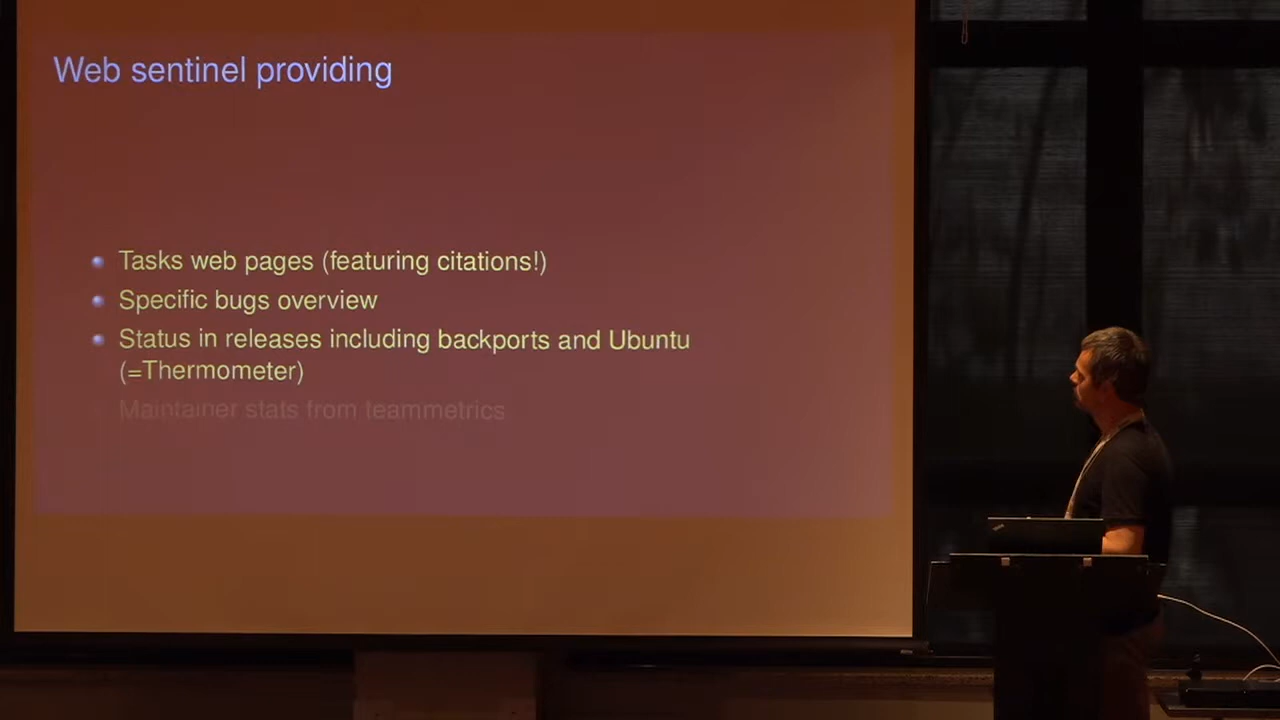 Web sentinel providing
Tasks web pages (featuring citations!)
Specific bugs overview
Status in releases including backports and Ubuntu
(=Thermometer)
Maintainer stats from teammetrics